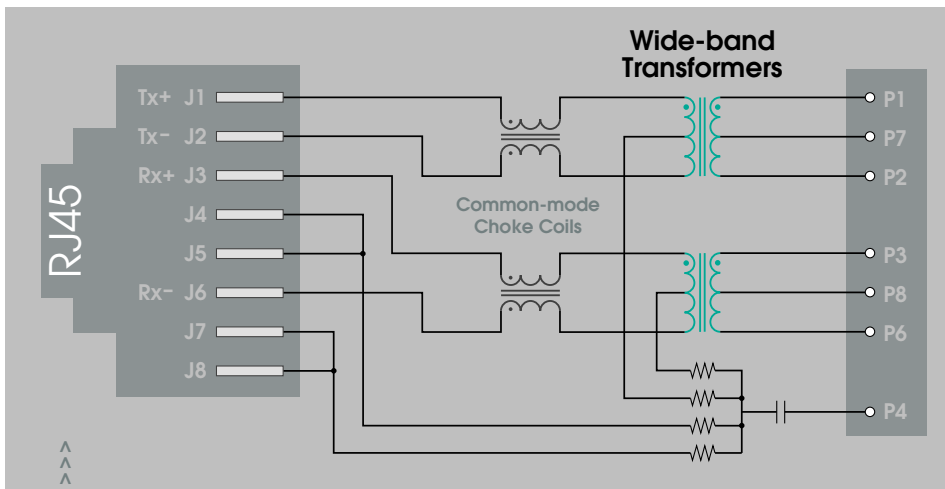 Wide-band
Transformers
Tx+ J1
Tx- J2
Rx+ J3
J4
J5
Rx- J6
J7
J8
RJ45
Common-mode
Choke Coils
P1
P7
P2
P3
P8
P6
P4
<<<